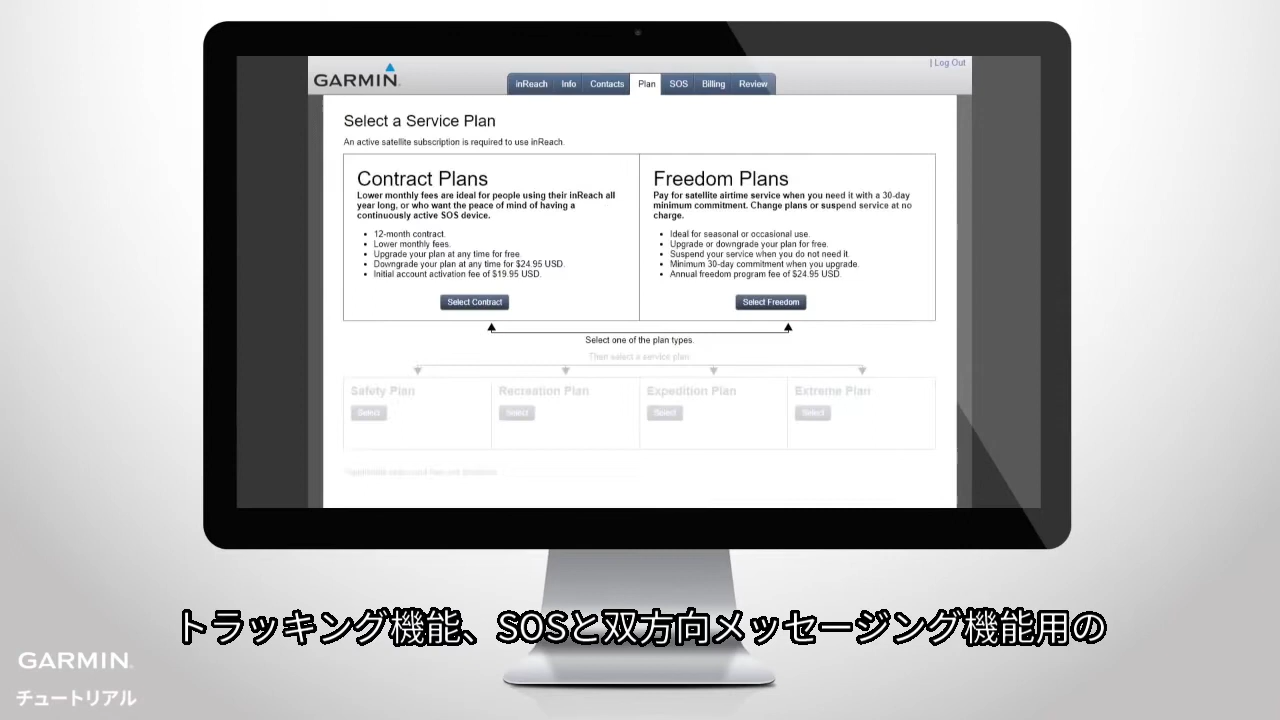 GARMIN
| Log Out
inReach Info Contacts Plan SOS Billing Review
Select a Service Plan
An active satellite subscription is required to use inReach.
Contract Plans
Lower monthly fees are ideal for people using their inReach all
year long, or who want the peace of mind of having a
continuously active SOS device.
• 12-month contract.
• Lower monthly fees.
• Upgrade your plan at any time for free.
• Downgrade your plan at any time for $24.95 USD.
• Initial account activation fee of $19.95 USD.
Select Contract
Freedom Plans
Pay for satellite airtime service when you need it with a 30-day
minimum commitment. Change plans or suspend service at no
charge.
• Ideal for seasonal or occasional use.
• Upgrade or downgrade your plan for free.
• Suspend your service when you do not need it.
• Minimum 30-day commitment when you upgrade.
• Annual freedom program fee of $24.95 USD.
Select Freedom
Select one of the plan types.
Then select a service plan
Safety Plan
Select
Recreation Plan
Select
Expedition Plan
Select
Extreme Plan
Select
トラッキング機能、SOSと双方向メッセージング機能用の
GARMIN.
チュートリアル